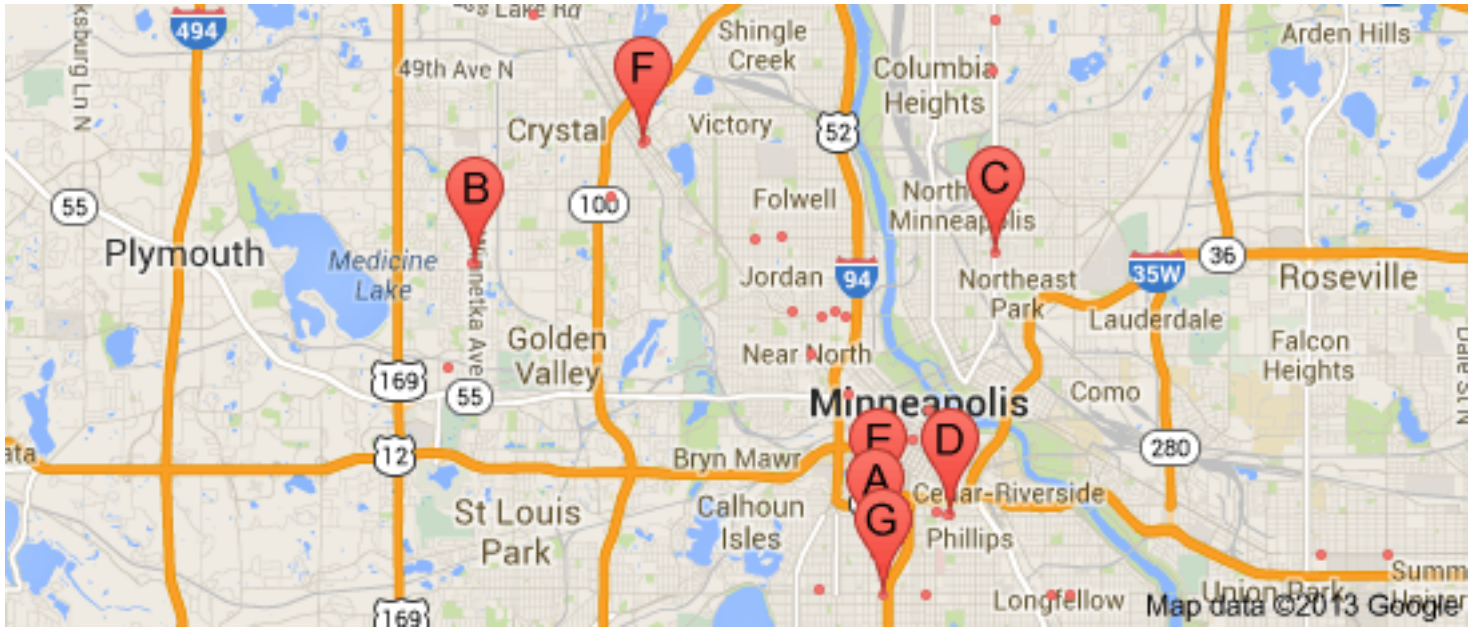 494
49th Ave N
Shingle
Creek
Arden Hills
Columbia
Heights
F
Crystal
Victory
52
B
C
55
100
Folwell
Minneapolis
Plymouth
Medicine
Lake
Jordan
94
Northeast
Park
35W
36
Roseville
Lauderdale
Golden
Valley
Near North
Falcon
Heights
Dale St N
169
55
Minneapolis
Como
12
Bryn Mawr
E
D
280
A
Cedar-Riverside
St Louis
Park
Calhoun
Isles
G
Phillips
169
Longfellow
Union Park
Map data ©2013 Google